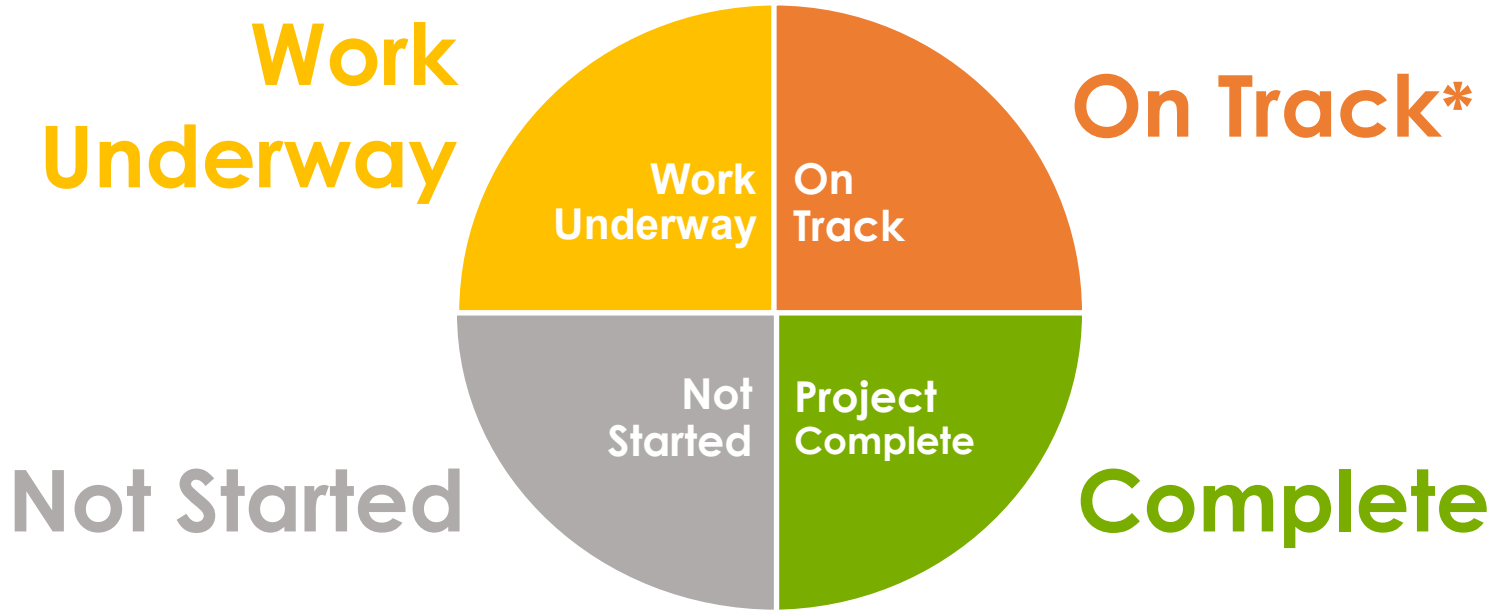 Work
Underway
On Track*
Work
Underway
On
Track
Not
Started
Project
Complete
Not Started
Complete